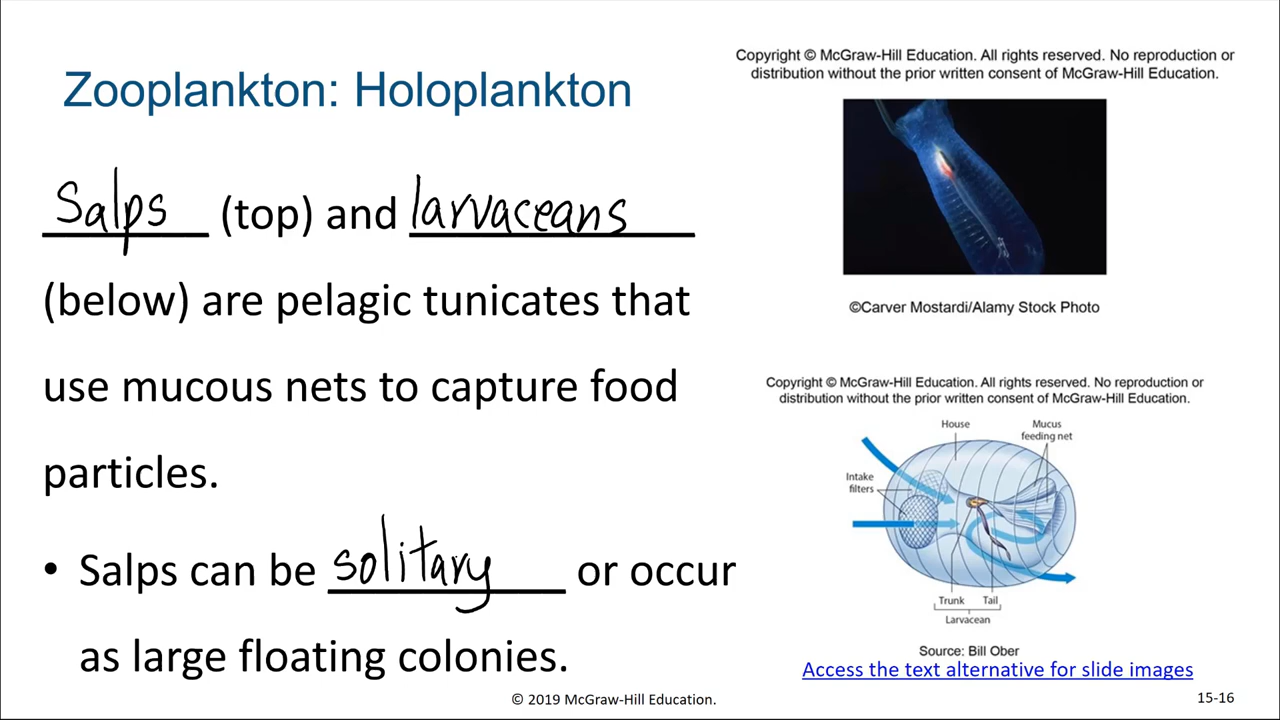 Zooplankton: Holoplankton
Salps (top) and larvaceans
(below) are pelagic tunicates that
use mucous nets to capture food
particles.
• Salps can be solitary or occur
as large floating colonies.
Copyright © McGraw-Hill Education. All rights reserved. No reproduction or
distribution without the prior written consent of McGraw-Hill Education.
©Carver Mostardi/Alamy Stock Photo
Copyright © McGraw-Hill Education. All rights reserved. No reproduction or
distribution without the prior written consent of McGraw-Hill Education.
House
Mucus
feeding net
Intake
filters
Trunk Tail
Larvacean
Source: Bill Ober
Access the text alternative for slide images
© 2019 McGraw-Hill Education.
15-16